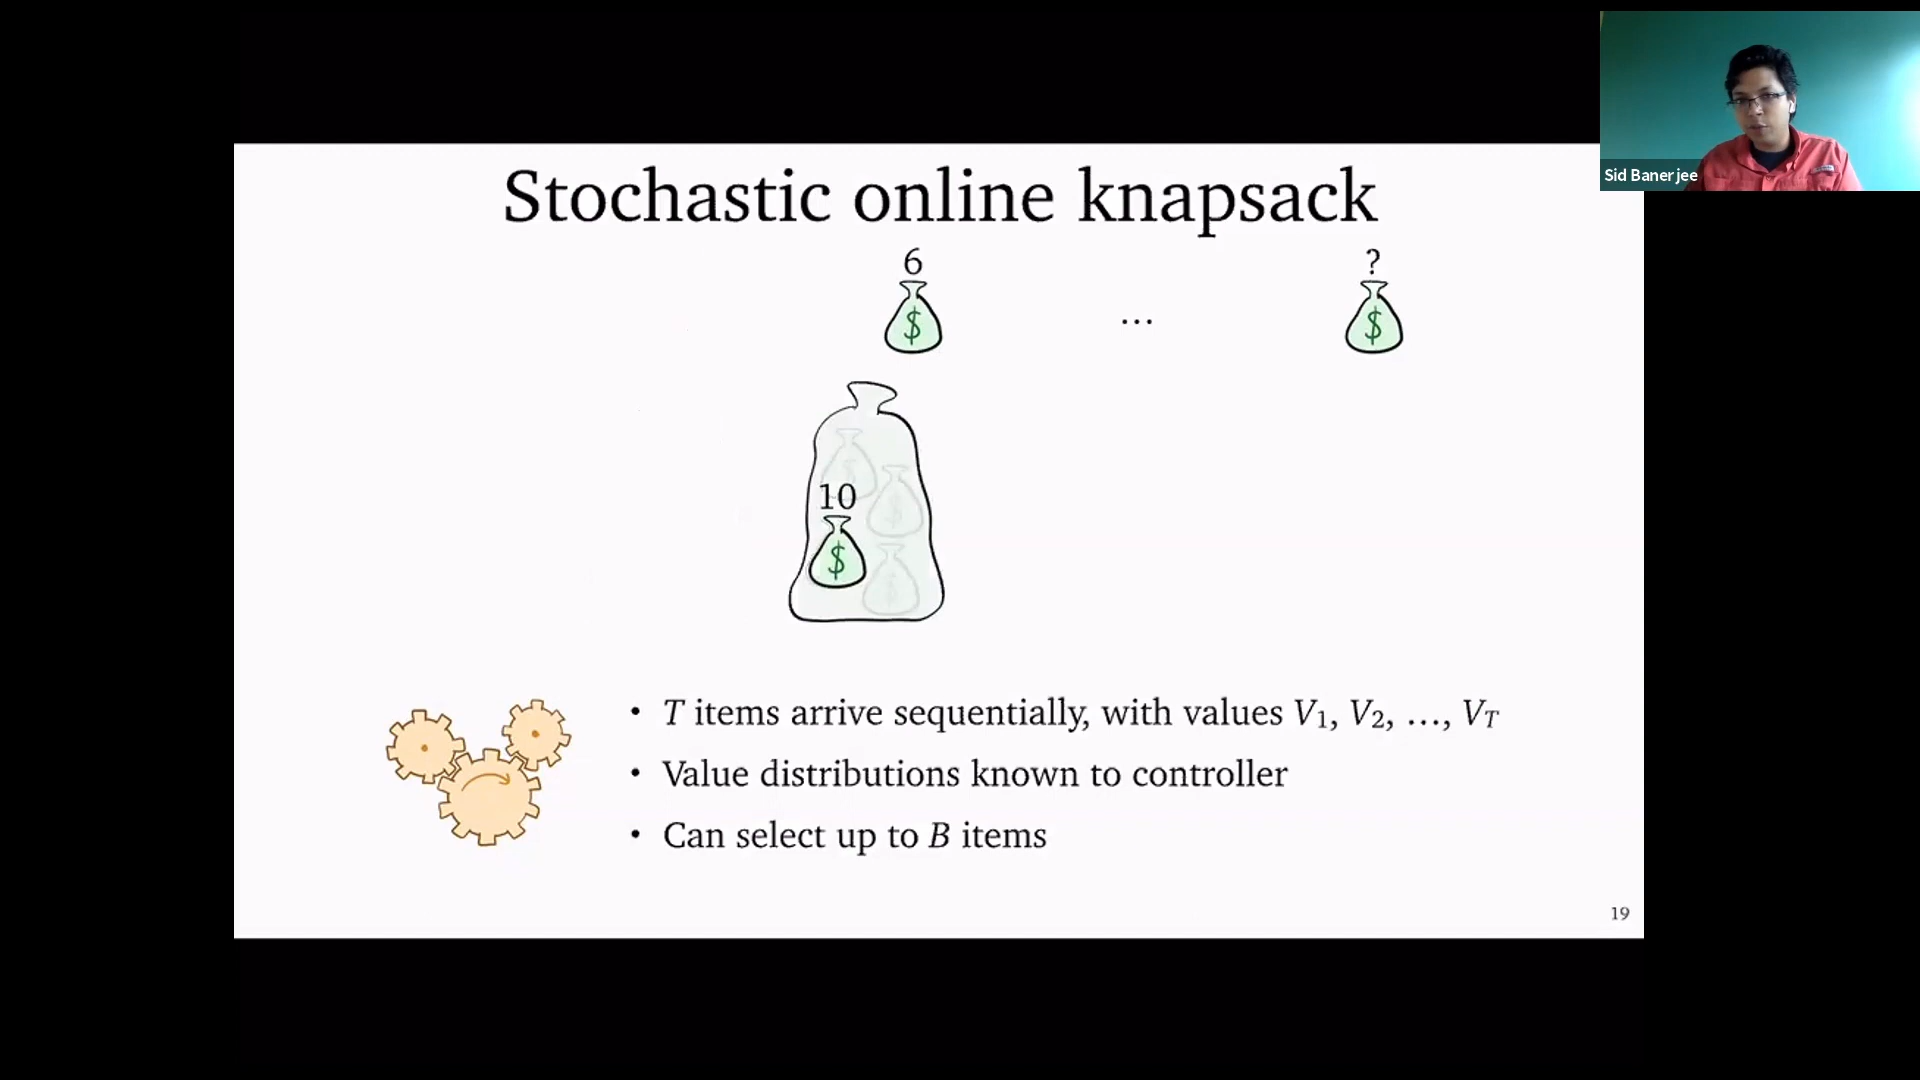 Sid Banerjee
Stochastic online knapsack
6
?
$
...
$
10
$
• T items arrive sequentially, with values V₁, V₂, ..., V_T
• Value distributions known to controller
• Can select up to B items
19